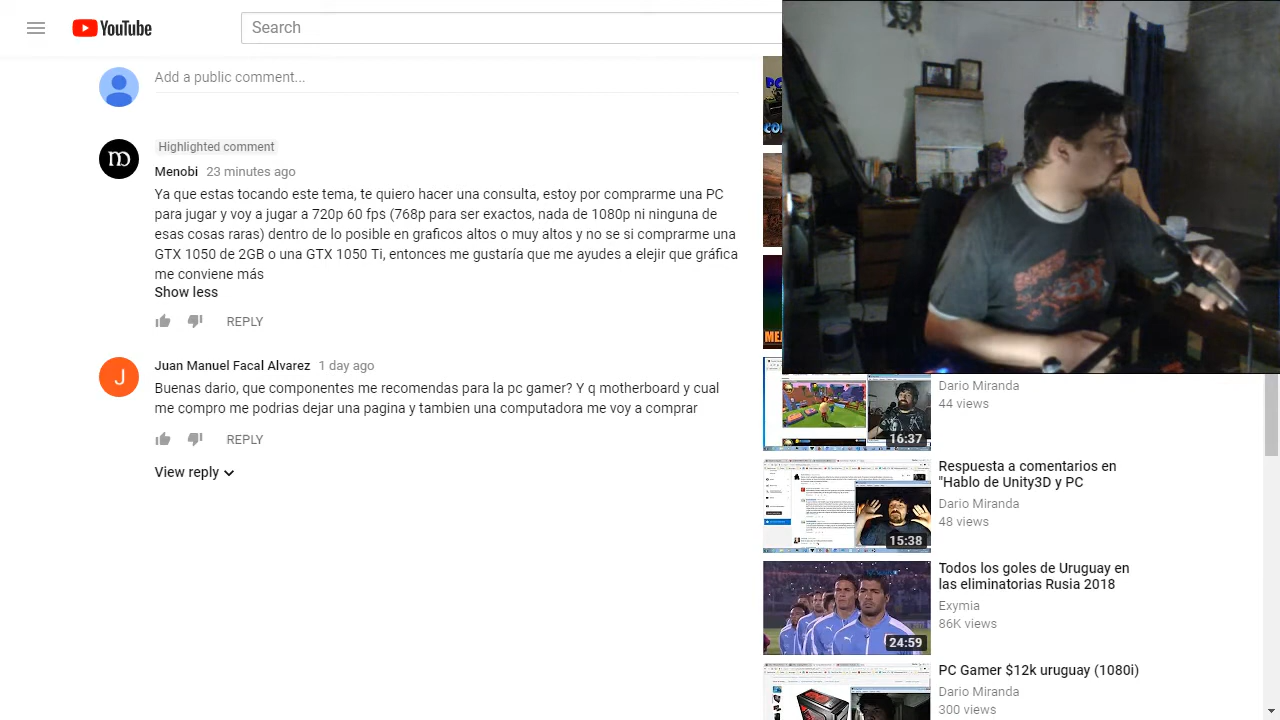 YouTube
Search
Add a public comment...
Highlighted comment
Menobi 23 minutes ago
Ya que estas tocando este tema, te quiero hacer una consulta, estoy por comprarme una PC
para jugar y voy a jugar a 720p 60 fps (768p para ser exactos, nada de 1080p ni ninguna de
esas cosas raras) dentro de lo posible en graficos altos o muy altos y no se si comprarme una
GTX 1050 de 2GB o una GTX 1050 Ti, entonces me gustaría que me ayudes a elejir que gráfica
me conviene más
Show less
REPLY
Juan Manuel Facal Alvarez 1 day ago
Buenas Dario, que componentes me recomendas para la pc gamer? Y q motherboard y cual
me compro me podrias dejar una pagina y tambien una computadora me voy a comprar
REPLY
View reply
Dario Miranda
44 views
16:37
Respondiendo comentarios en
"Hablemos de SSD y PC"
Dario Miranda
43 views
15:38
Todos los goles de Uruguay en
las eliminatorias Rusia 2018
Exymia
86K views
24:59
PC Gamer $12k uruguay (1080ti)
Dario Miranda
300 views